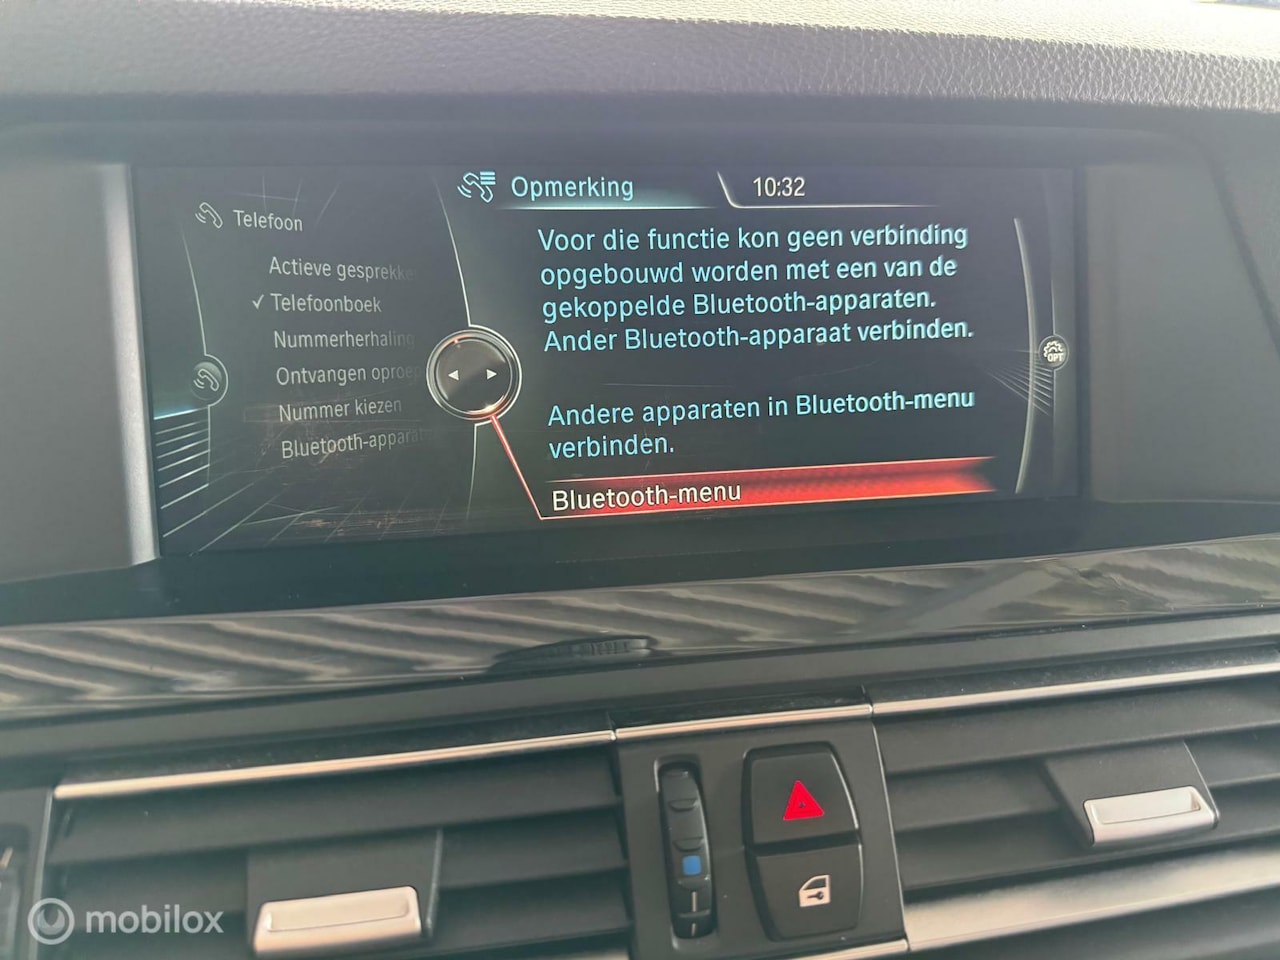 Opmerking
10:32
Telefoon
Actieve gesprekke
✓ Telefoonboek
Nummerherhaling
Ontvangen oproep
Nummer kiezen
Bluetooth-appara
Voor die functie kon geen verbinding
opgebouwd worden met een van de
gekoppelde Bluetooth-apparaten.
Ander Bluetooth-apparaat verbinden.
Andere apparaten in Bluetooth-menu
verbinden.
Bluetooth-menu
OPT
mobilox